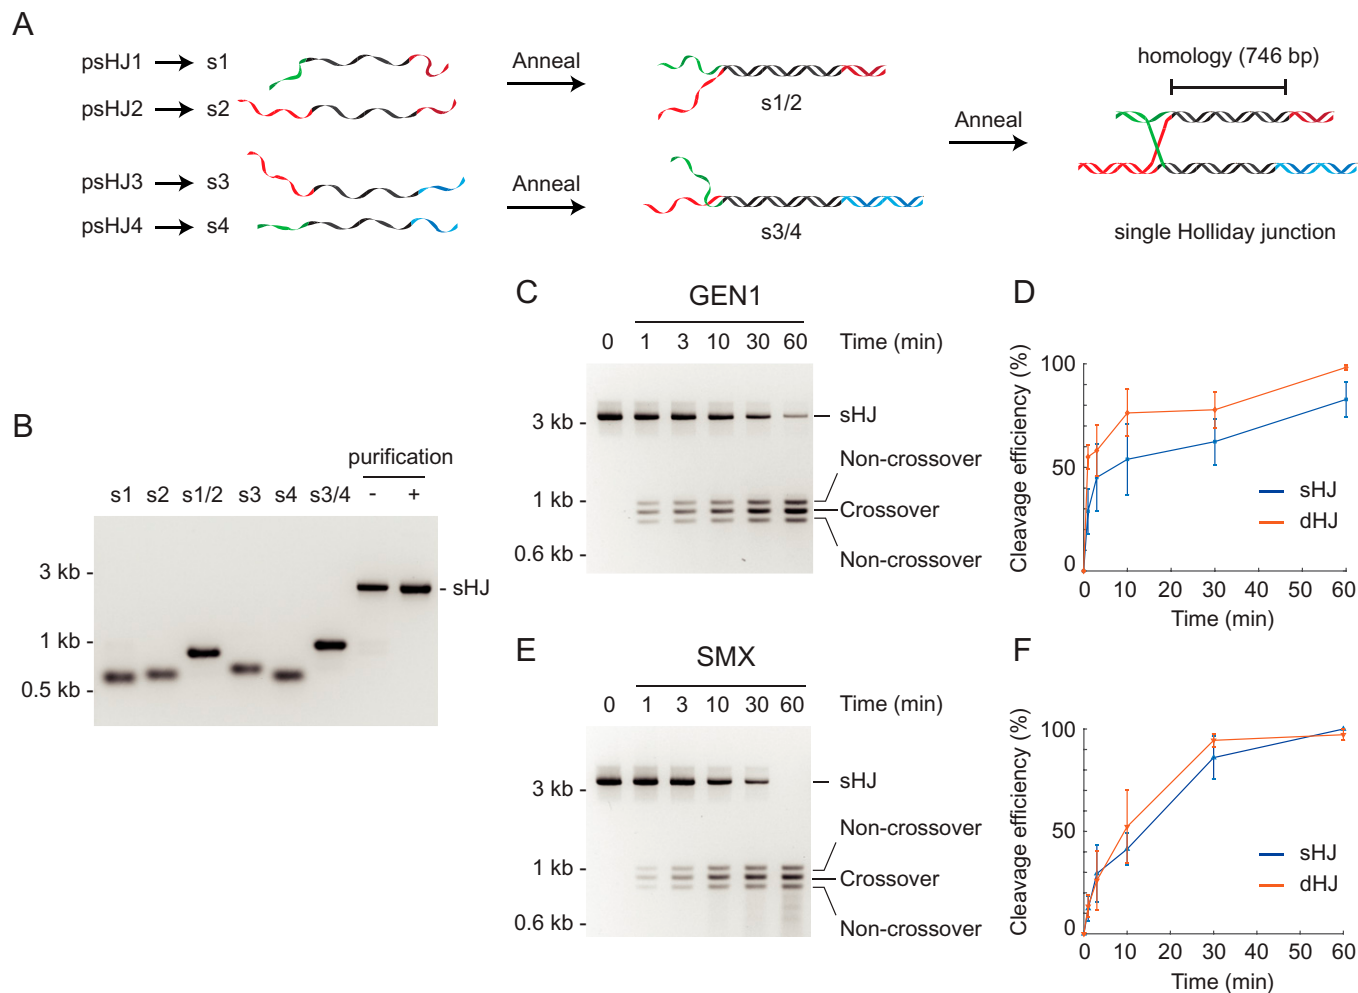 A
psHJ1 s1 Anneal homology (746 bp)
psHJ2 s2 s1/2 Anneal
psHJ3 s3 Anneal
psHJ4 s4 s3/4 single Holliday junction
B
purification
s1 s2 s1/2 s3 s4 s3/4 - +
3 kb -
- sHJ
1 kb -
0.5 kb -
C
GEN1
0 1 3 10 30 60 Time (min)
3 kb - sHJ
Non-crossover
1 kb -
Crossover
0.6 kb - Non-crossover
D
Cleavage efficiency (%)
100
50
0
sHJ
dHJ
0 10 20 30 40 50 60
Time (min)
E
SMX
0 1 3 10 30 60 Time (min)
3 kb - sHJ
Non-crossover
1 kb -
Crossover
0.6 kb - Non-crossover
F
Cleavage efficiency (%)
100
50
0
sHJ
dHJ
0 10 20 30 40 50 60
Time (min)